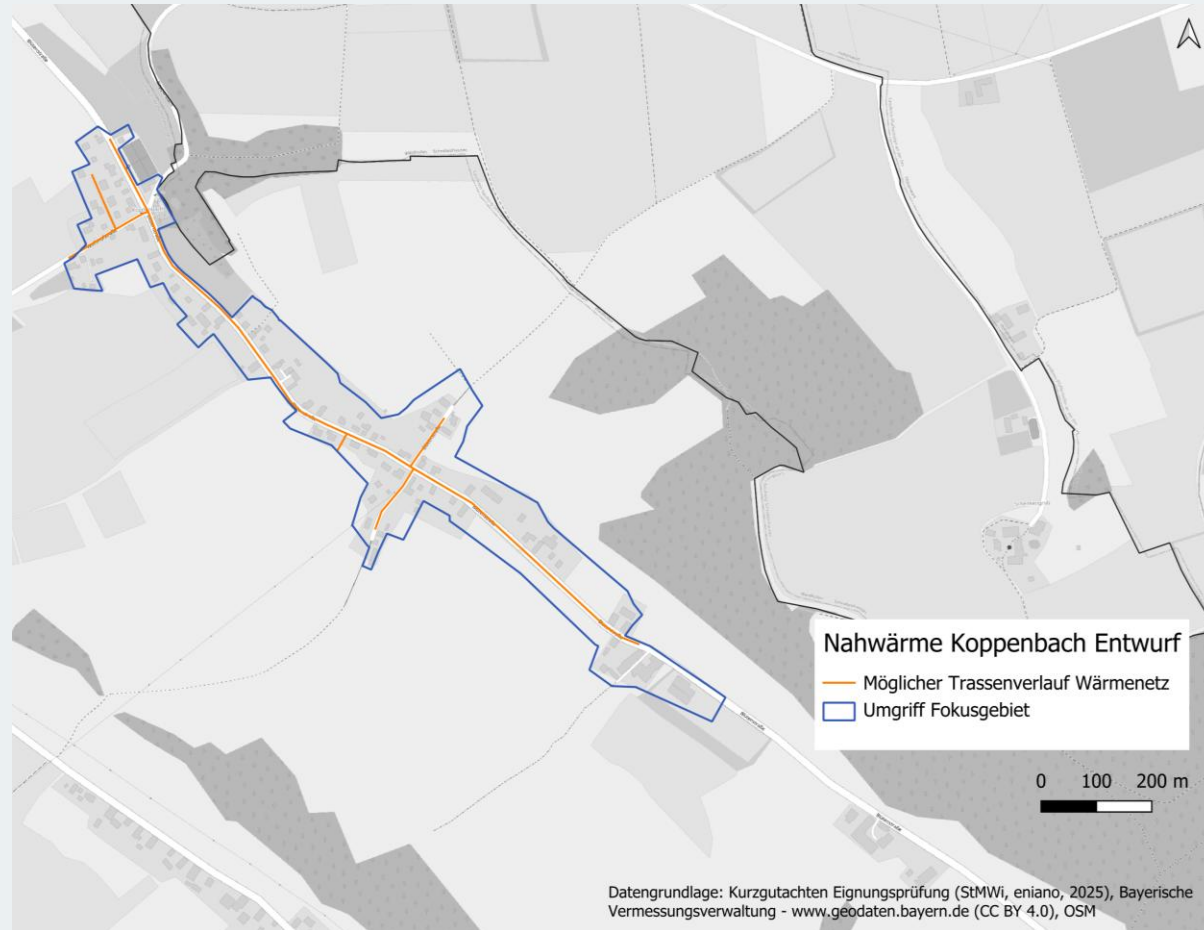 Nahwärme Koppenbach Entwurf
Möglicher Trassenverlauf Wärmenetz
Umgriff Fokusgebiet
0 100 200 m
Datengrundlage: Kurzgutachten Eignungsprüfung (StMWi, eniano, 2025), Bayerische
Vermessungsverwaltung - www.geodaten.bayern.de (CC BY 4.0), OSM